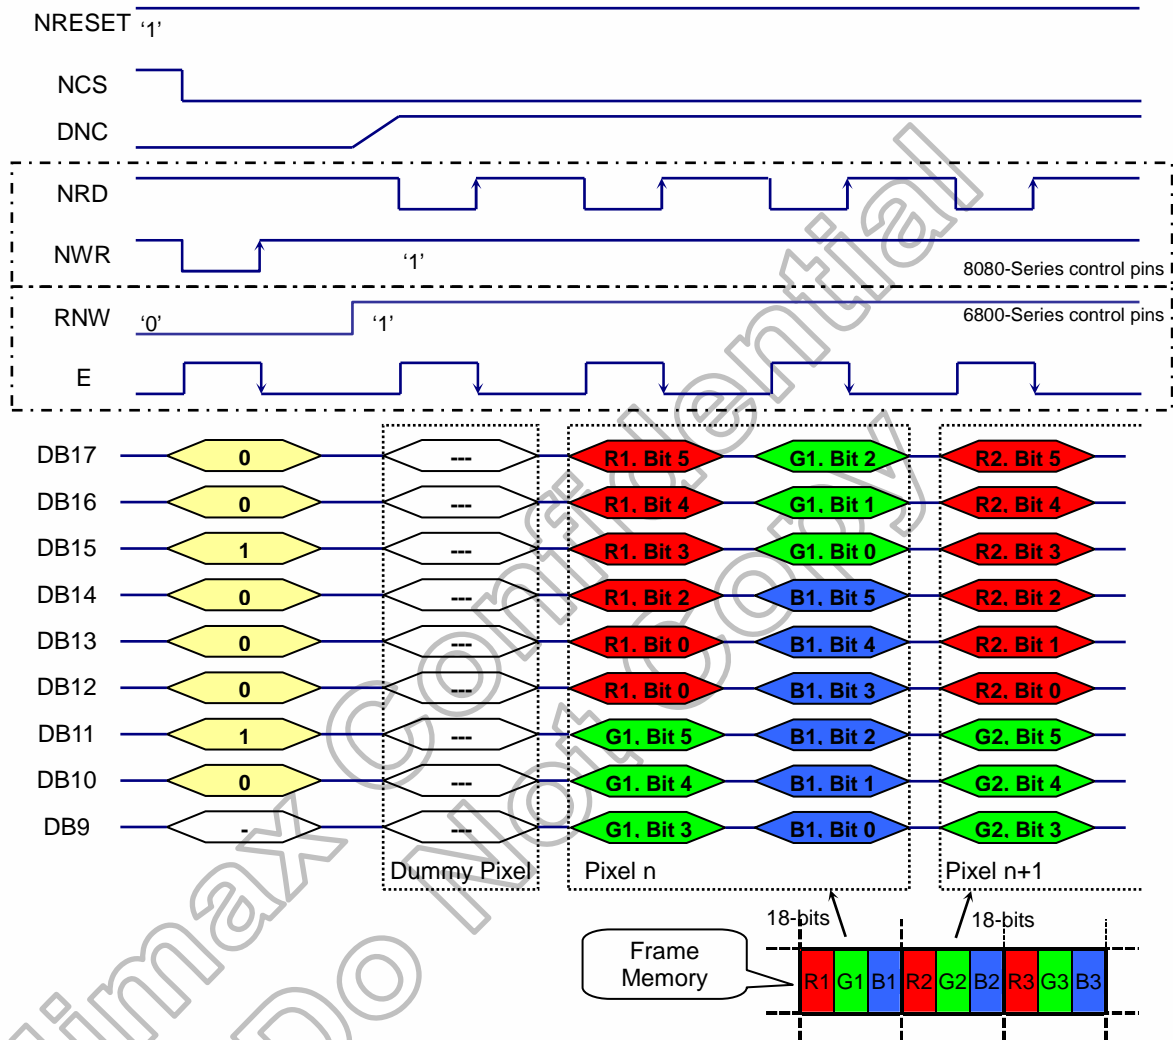 NRESET ‘1’
NCS
DNC
NRD
NWR ‘1’
8080-Series control pins
RNW ‘0’ ‘1’ 6800-Series control pins
E
DB17 0 --- R1, Bit 5 G1, Bit 2 R2, Bit 5
DB16 0 --- R1, Bit 4 G1, Bit 1 R2, Bit 4
DB15 1 --- R1, Bit 3 G1, Bit 0 R2, Bit 3
DB14 0 --- R1, Bit 2 B1, Bit 5 R2, Bit 2
DB13 0 --- R1, Bit 0 B1, Bit 4 R2, Bit 1
DB12 0 --- R1, Bit 0 B1, Bit 3 R2, Bit 0
DB11 1 --- G1, Bit 5 B1, Bit 2 G2, Bit 5
DB10 0 --- G1, Bit 4 B1, Bit 1 G2, Bit 4
DB9 - --- G1, Bit 3 B1, Bit 0 G2, Bit 3
Dummy Pixel Pixel n Pixel n+1
18-bits 18-bits
Frame
Memory
R1 G1 B1 R2 G2 B2 R3 G3 B3
limax Confidential
Do Not Copy